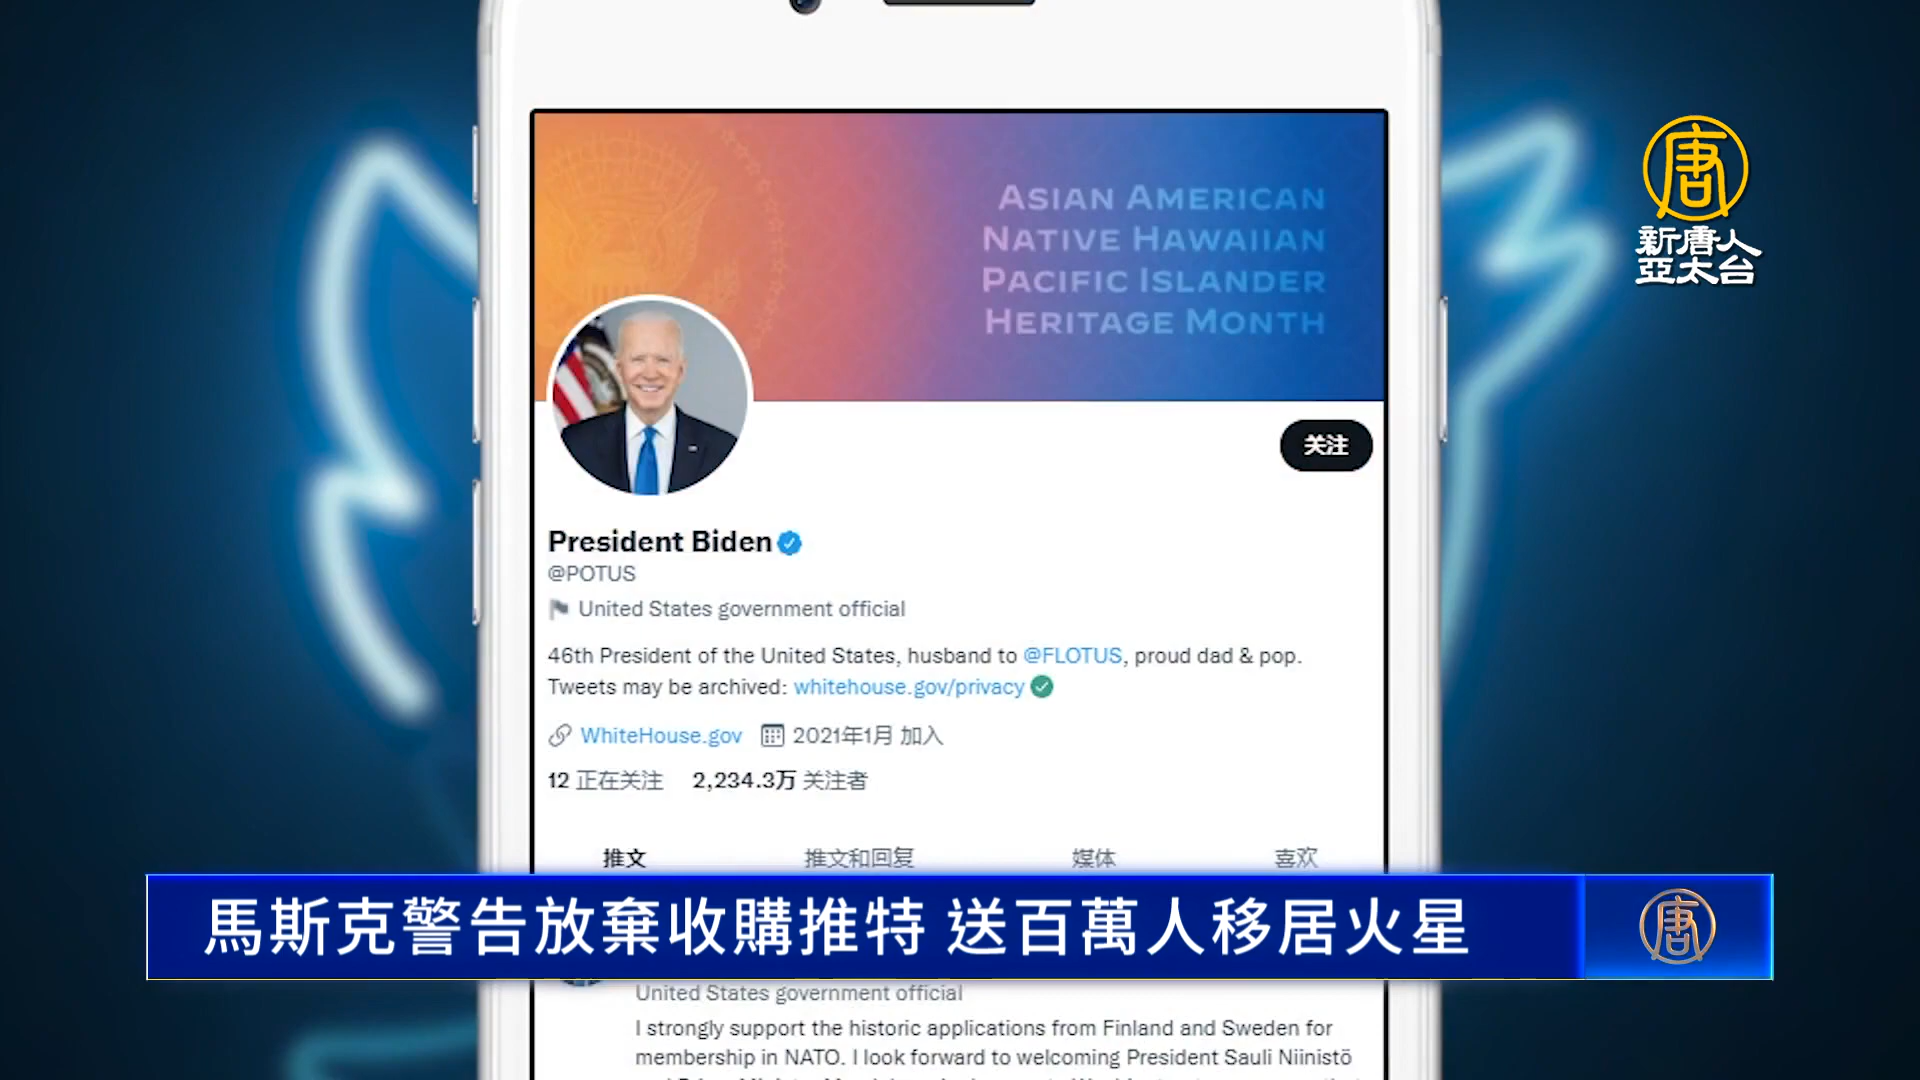 ASIAN AMERICAN
NATIVE HAWAIIAN
PACIFIC ISLANDER
HERITAGE MONTH
唐
新唐人
亞太台
关注
President Biden
@POTUS
United States government official
46th President of the United States, husband to @FLOTUS, proud dad & pop.
Tweets may be archived: whitehouse.gov/privacy
WhiteHouse.gov 2021年1月 加入
12 正在关注 2,234.3万 关注者
推文 推文和回复 媒体 喜欢
馬斯克警告放棄收購推特 送百萬人移居火星
唐
United States government official
I strongly support the historic applications from Finland and Sweden for
membership in NATO. I look forward to welcoming President Sauli Niinistö